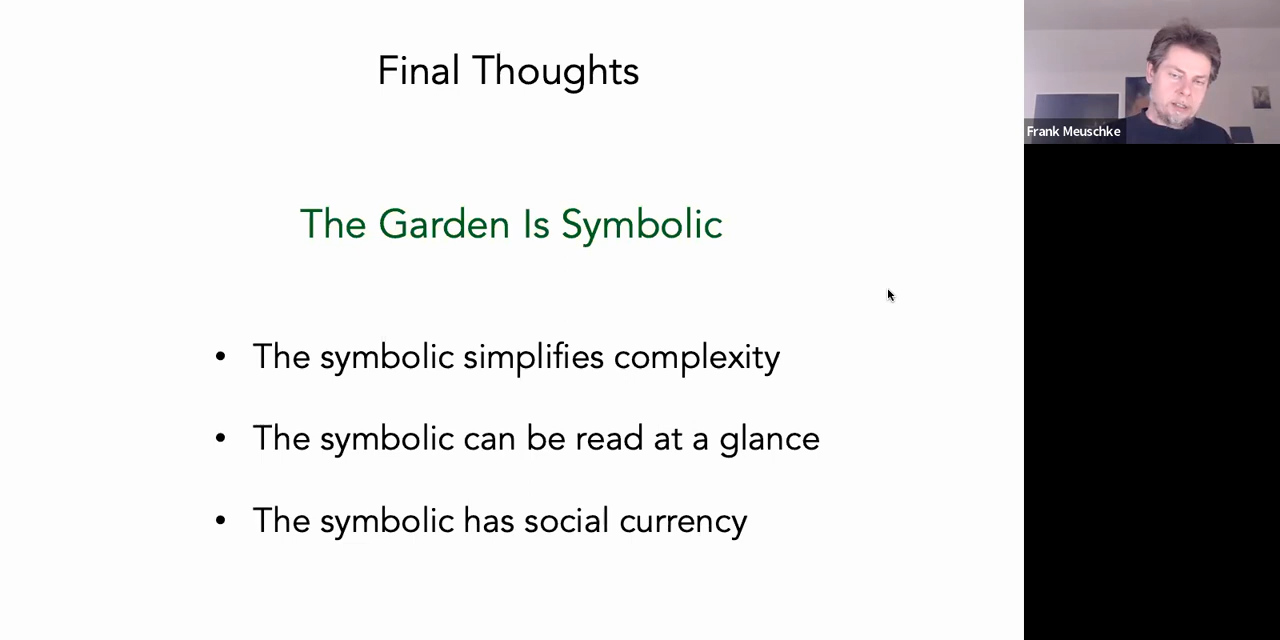 Final Thoughts
The Garden Is Symbolic
• The symbolic simplifies complexity
• The symbolic can be read at a glance
• The symbolic has social currency
Frank Meuschke